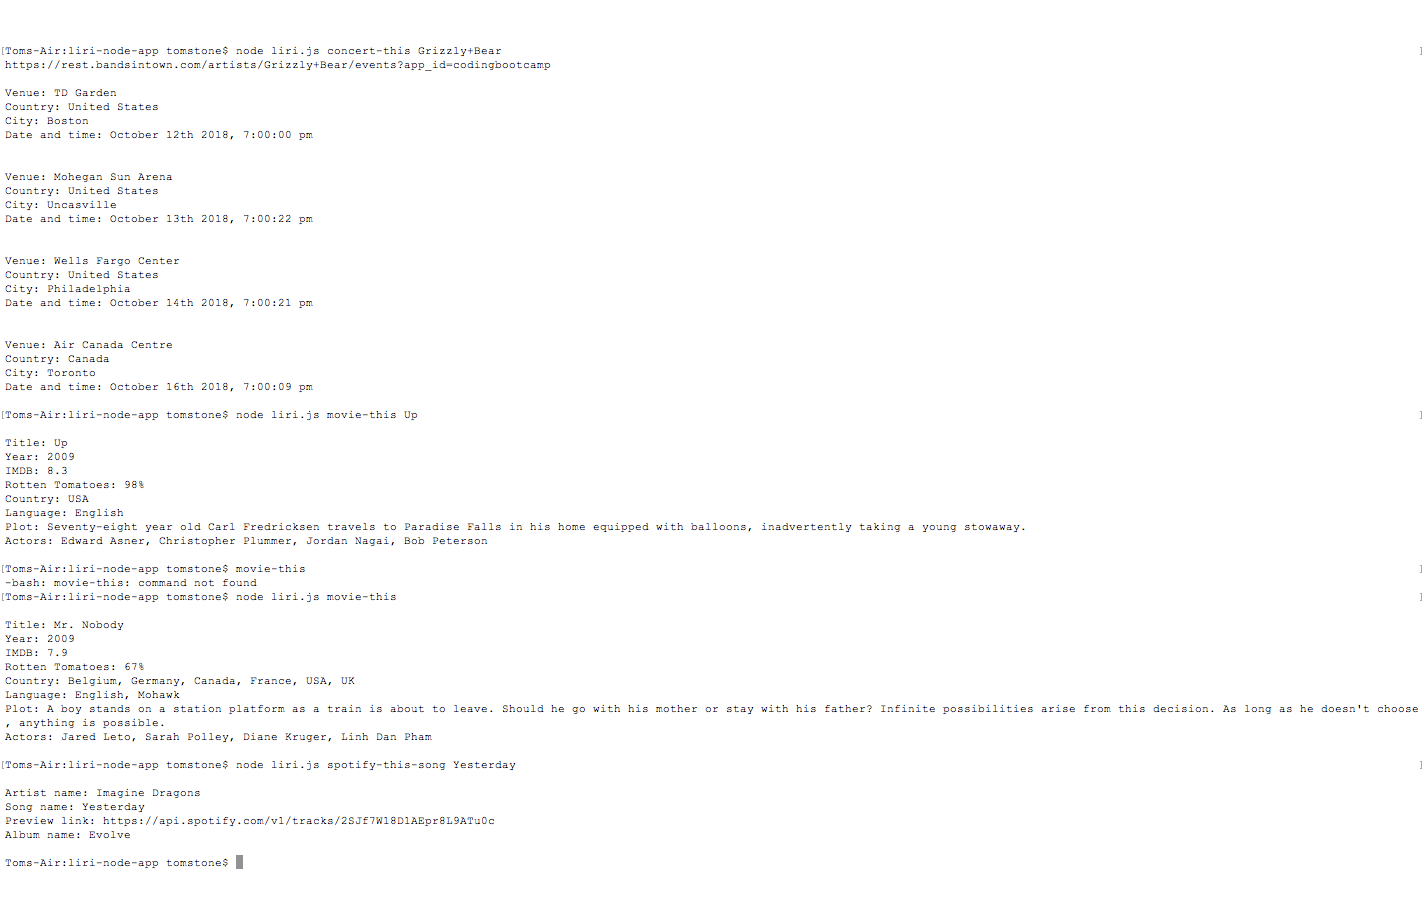 [Toms-Air:liri-node-app tomstone$ node liri.js concert-this Grizzly+Bear ]
https://rest.bandsintown.com/artists/Grizzly+Bear/events?app_id=codingbootcamp
Venue: TD Garden
Country: United States
City: Boston
Date and time: October 12th 2018, 7:00:00 pm
Venue: Mohegan Sun Arena
Country: United States
City: Uncasville
Date and time: October 13th 2018, 7:00:22 pm
Venue: Wells Fargo Center
Country: United States
City: Philadelphia
Date and time: October 14th 2018, 7:00:21 pm
Venue: Air Canada Centre
Country: Canada
City: Toronto
Date and time: October 16th 2018, 7:00:09 pm
[Toms-Air:liri-node-app tomstone$ node liri.js movie-this Up ]
Title: Up
Year: 2009
IMDB: 8.3
Rotten Tomatoes: 98%
Country: USA
Language: English
Plot: Seventy-eight year old Carl Fredricksen travels to Paradise Falls in his home equipped with balloons, inadvertently taking a young stowaway.
Actors: Edward Asner, Christopher Plummer, Jordan Nagai, Bob Peterson
[Toms-Air:liri-node-app tomstone$ movie-this ]
-bash: movie-this: command not found
[Toms-Air:liri-node-app tomstone$ node liri.js movie-this ]
Title: Mr. Nobody
Year: 2009
IMDB: 7.9
Rotten Tomatoes: 67%
Country: Belgium, Germany, Canada, France, USA, UK
Language: English, Mohawk
Plot: A boy stands on a station platform as a train is about to leave. Should he go with his mother or stay with his father? Infinite possibilities arise from this decision. As long as he doesn't choose
, anything is possible.
Actors: Jared Leto, Sarah Polley, Diane Kruger, Linh Dan Pham
[Toms-Air:liri-node-app tomstone$ node liri.js spotify-this-song Yesterday ]
Artist name: Imagine Dragons
Song name: Yesterday
Preview link: https://api.spotify.com/v1/tracks/2SJf7W18D1AEpr8L9ATu0c
Album name: Evolve
Toms-Air:liri-node-app tomstone$